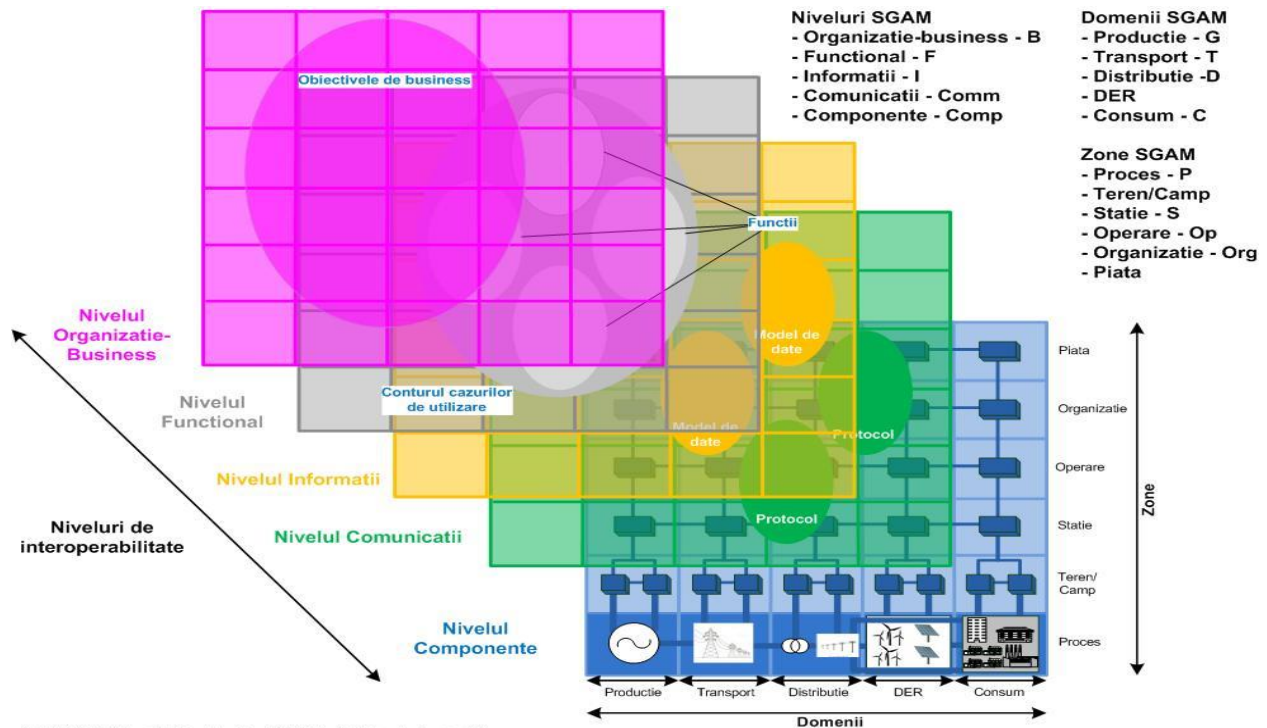 Niveluri SGAM
- Organizatie-business - B
- Functional - F
- Informatii - I
- Comunicatii - Comm
- Componente - Comp
Domenii SGAM
- Productie - G
- Transport - T
- Distributie -D
- DER
- Consum - C
Zone SGAM
- Proces - P
- Teren/Camp
- Statie - S
- Operare - Op
- Organizatie - Org
- Piata
Obiectivele de business
Functii
Nivelul
Organizatie-
Business
Model de
date
Piata
Conturul cazurilor
de utilizare
Nivelul
Functional
Organizatie
Model de
date
Protocol
Nivelul Informatii
Operare
Zone
Niveluri de
interoperabilitate
Protocol
Nivelul Comunicatii
Statie
Teren/
Camp
Nivelul
Componente
Proces
Productie
Transport
Distributie
DER
Consum
Domenii